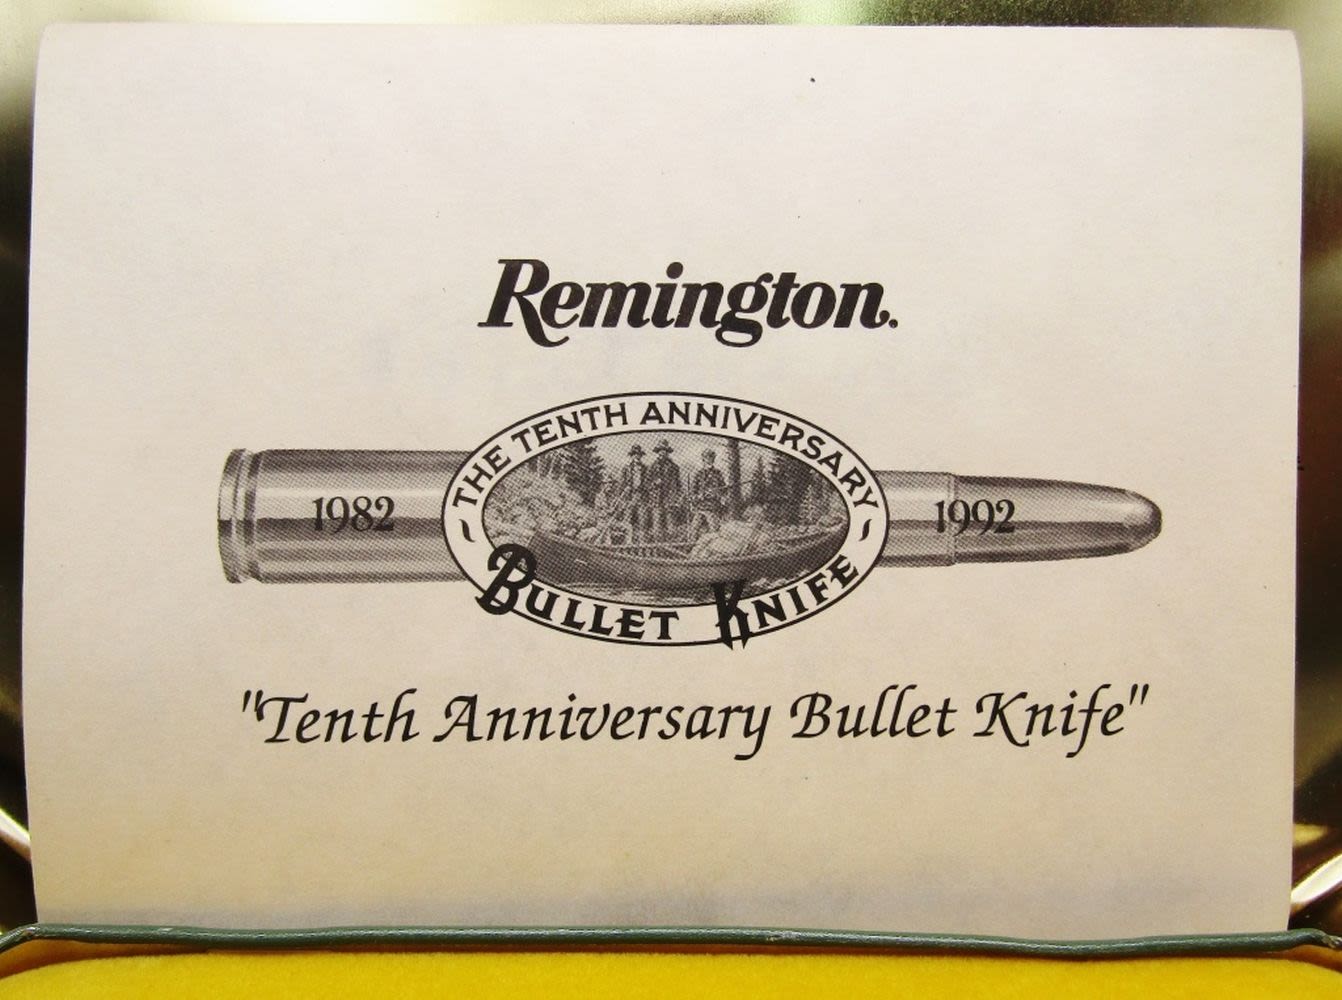 Remington.
THE TENTH ANNIVERSARY
1982
1992
BULLET KNIFE
"Tenth Anniversary Bullet Knife"